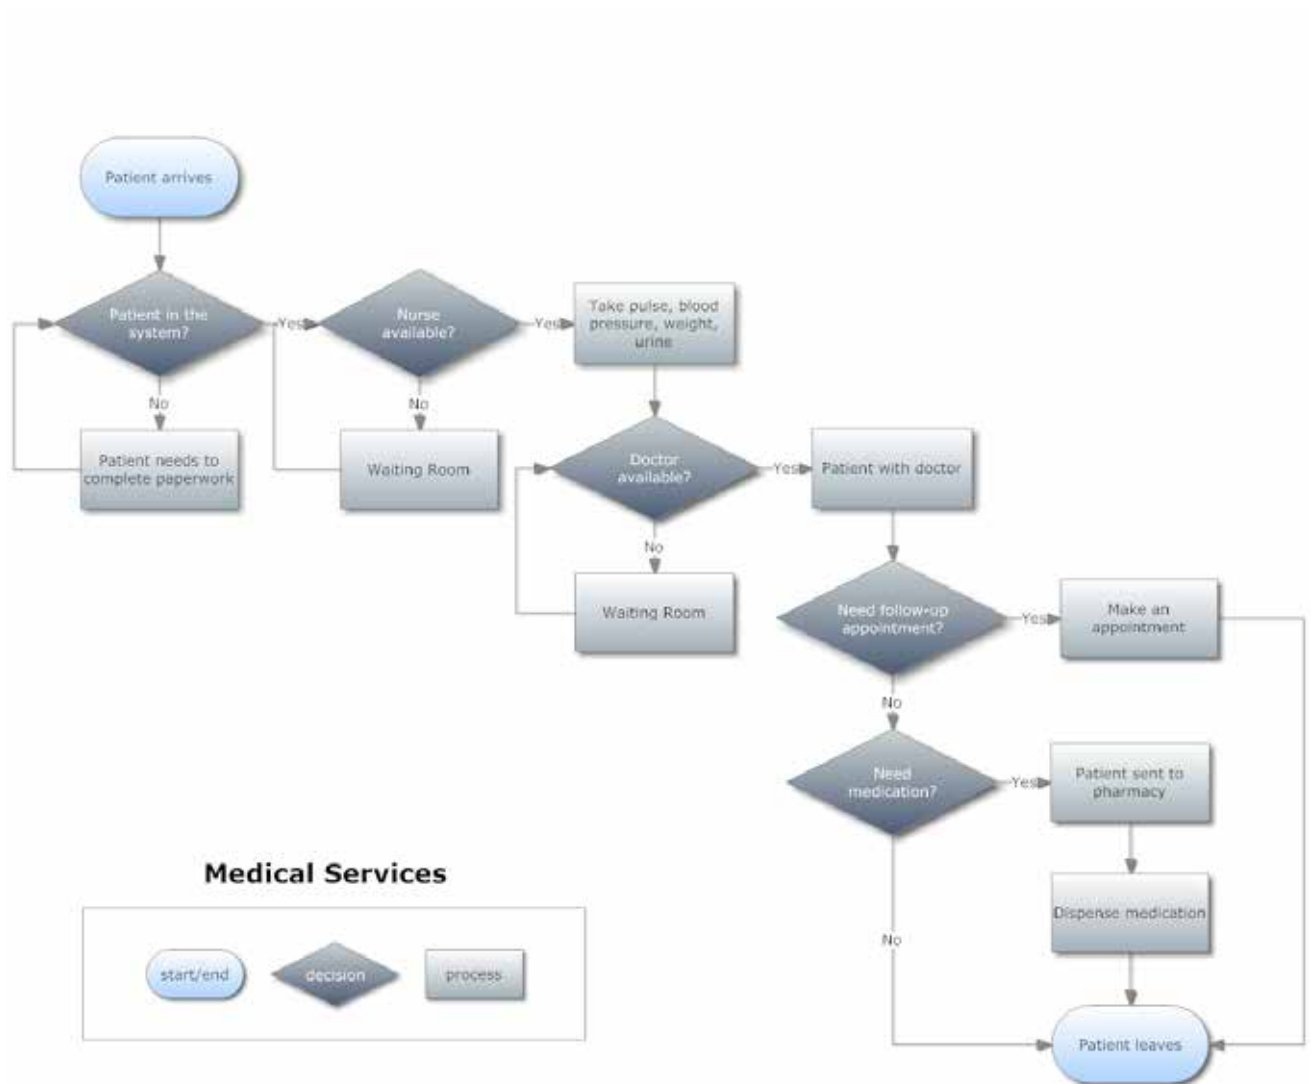 Patient arrives
Patient in the
system?
Yes
Nurse
available?
Yes
Take pulse, blood
pressure, weight,
urine
No
No
Patient needs to
complete paperwork
Waiting Room
Doctor
available?
Yes
Patient with doctor
No
Waiting Room
Need follow-up
appointment?
Yes
Make an
appointment
No
Need
medication?
Yes
Patient sent to
pharmacy
Dispense medication
No
Patient leaves
Medical Services
start/end
decision
process